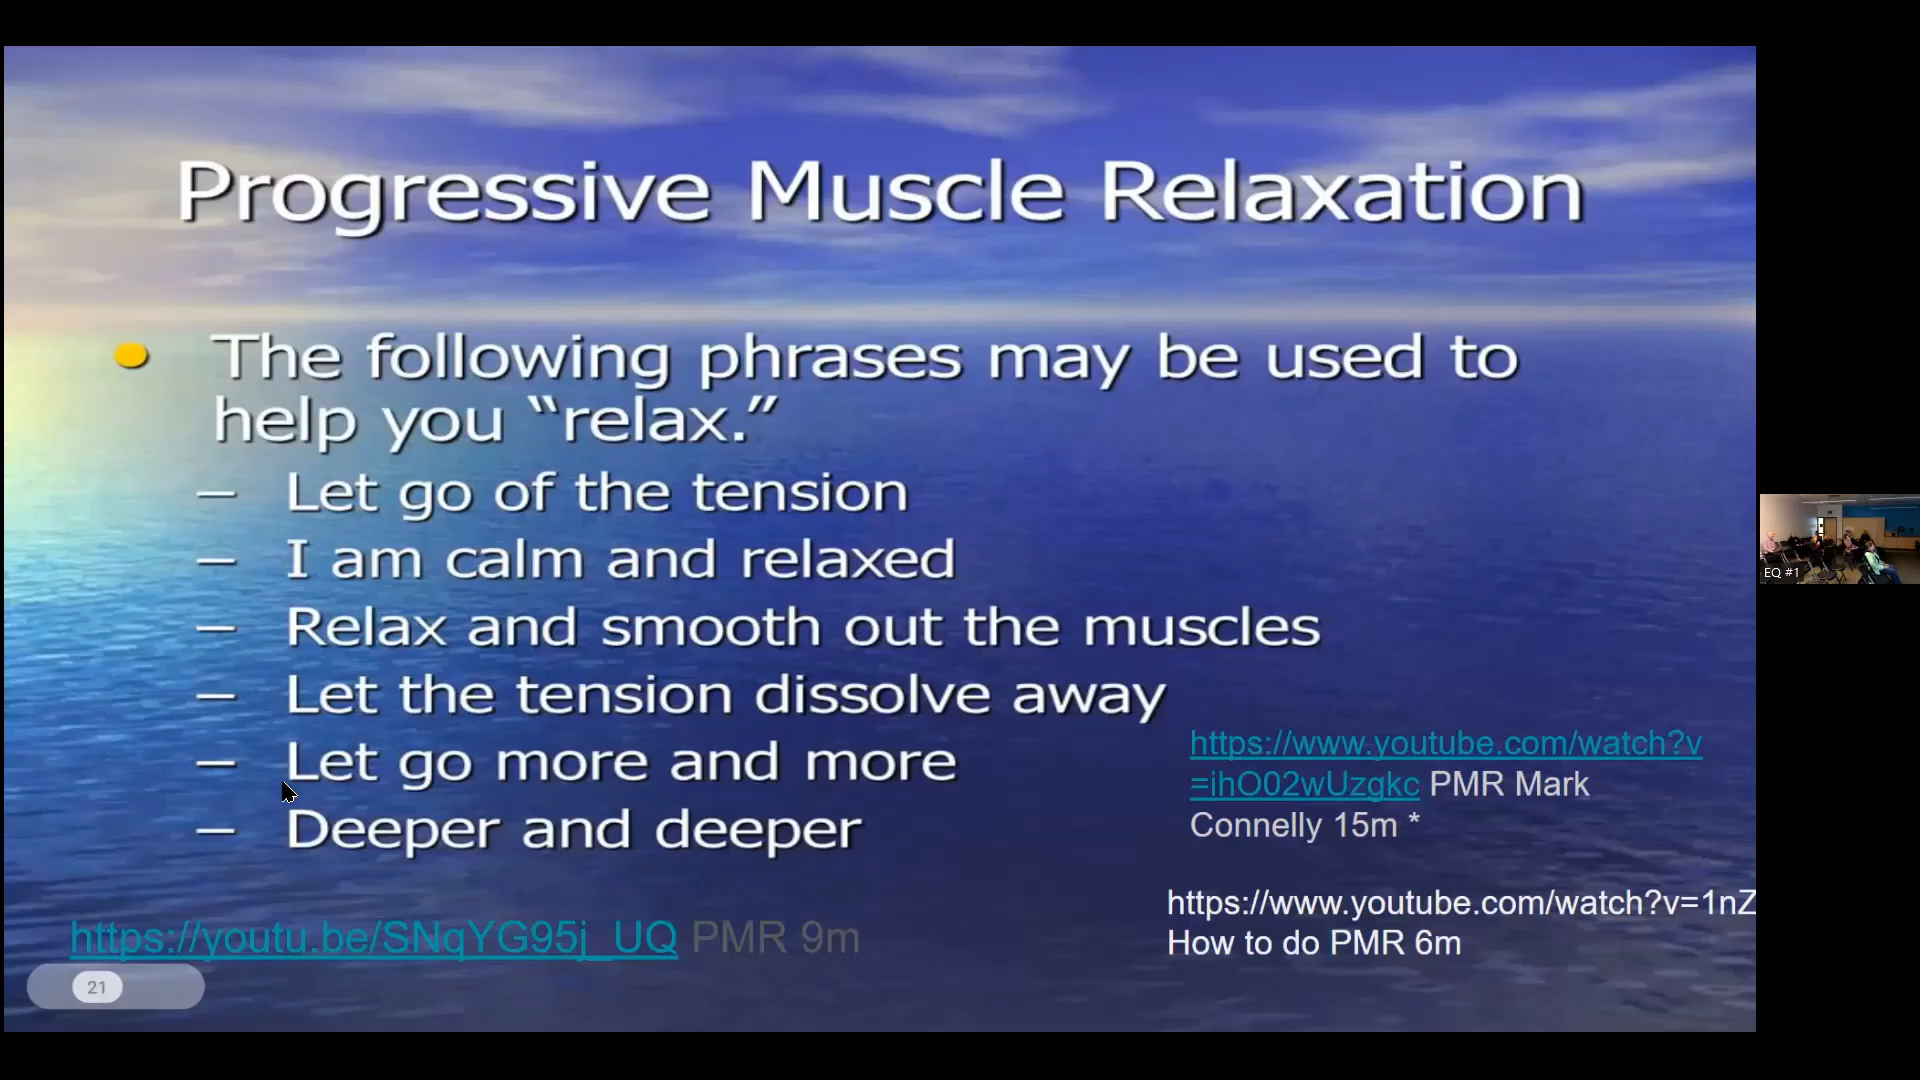 Progressive Muscle Relaxation
The following phrases may be used to
help you “relax.”
– Let go of the tension
– I am calm and relaxed
– Relax and smooth out the muscles
– Let the tension dissolve away
– Let go more and more
– Deeper and deeper
https://www.youtube.com/watch?v
=ihO02wUzgkc PMR Mark
Connelly 15m *
https://www.youtube.com/watch?v=1nZ
How to do PMR 6m
https://youtu.be/SNqYG95j_UQ PMR 9m
21
EQ #1